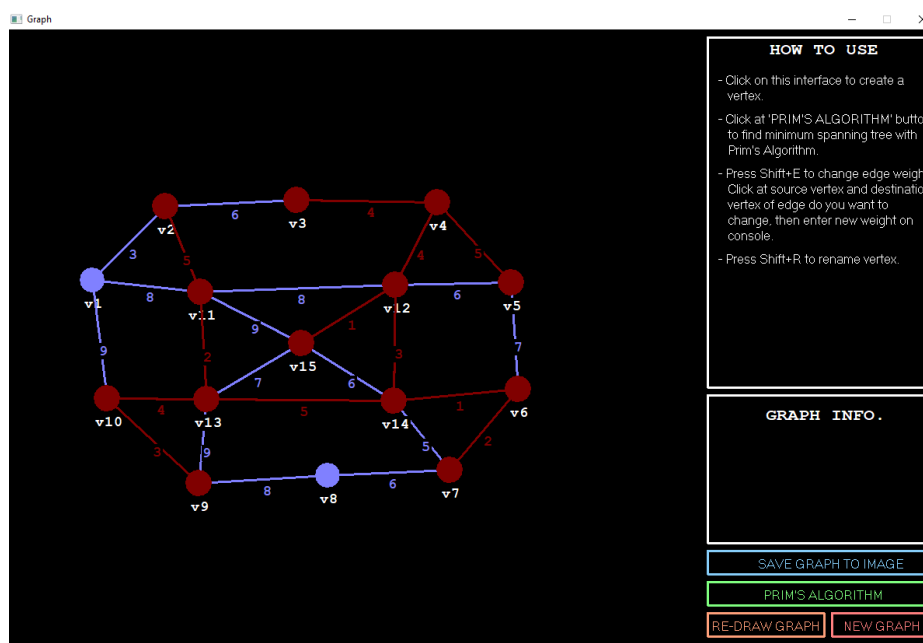 Graph
HOW TO USE
- Click on this interface to create a
vertex.
- Click at 'PRIM'S ALGORITHM' butto
to find minimum spanning tree with
Prim's Algorithm.
- Press Shift+E to change edge weigh
Click at source vertex and destinatio
vertex of edge do you want to
change, then enter new weight on
console.
- Press Shift+R to rename vertex.
GRAPH INFO.
SAVE GRAPH TO IMAGE
PRIM'S ALGORITHM
RE-DRAW GRAPH NEW GRAPH
6 4
v2 v3 v4
3 5 4 5
v1 8 v11 8 v12 6 v5
9 2 9 1 3 7
v15
7 6
v10 4 v13 5 v14 1 v6
3 9 5 2
v9 8 v8 6 v7